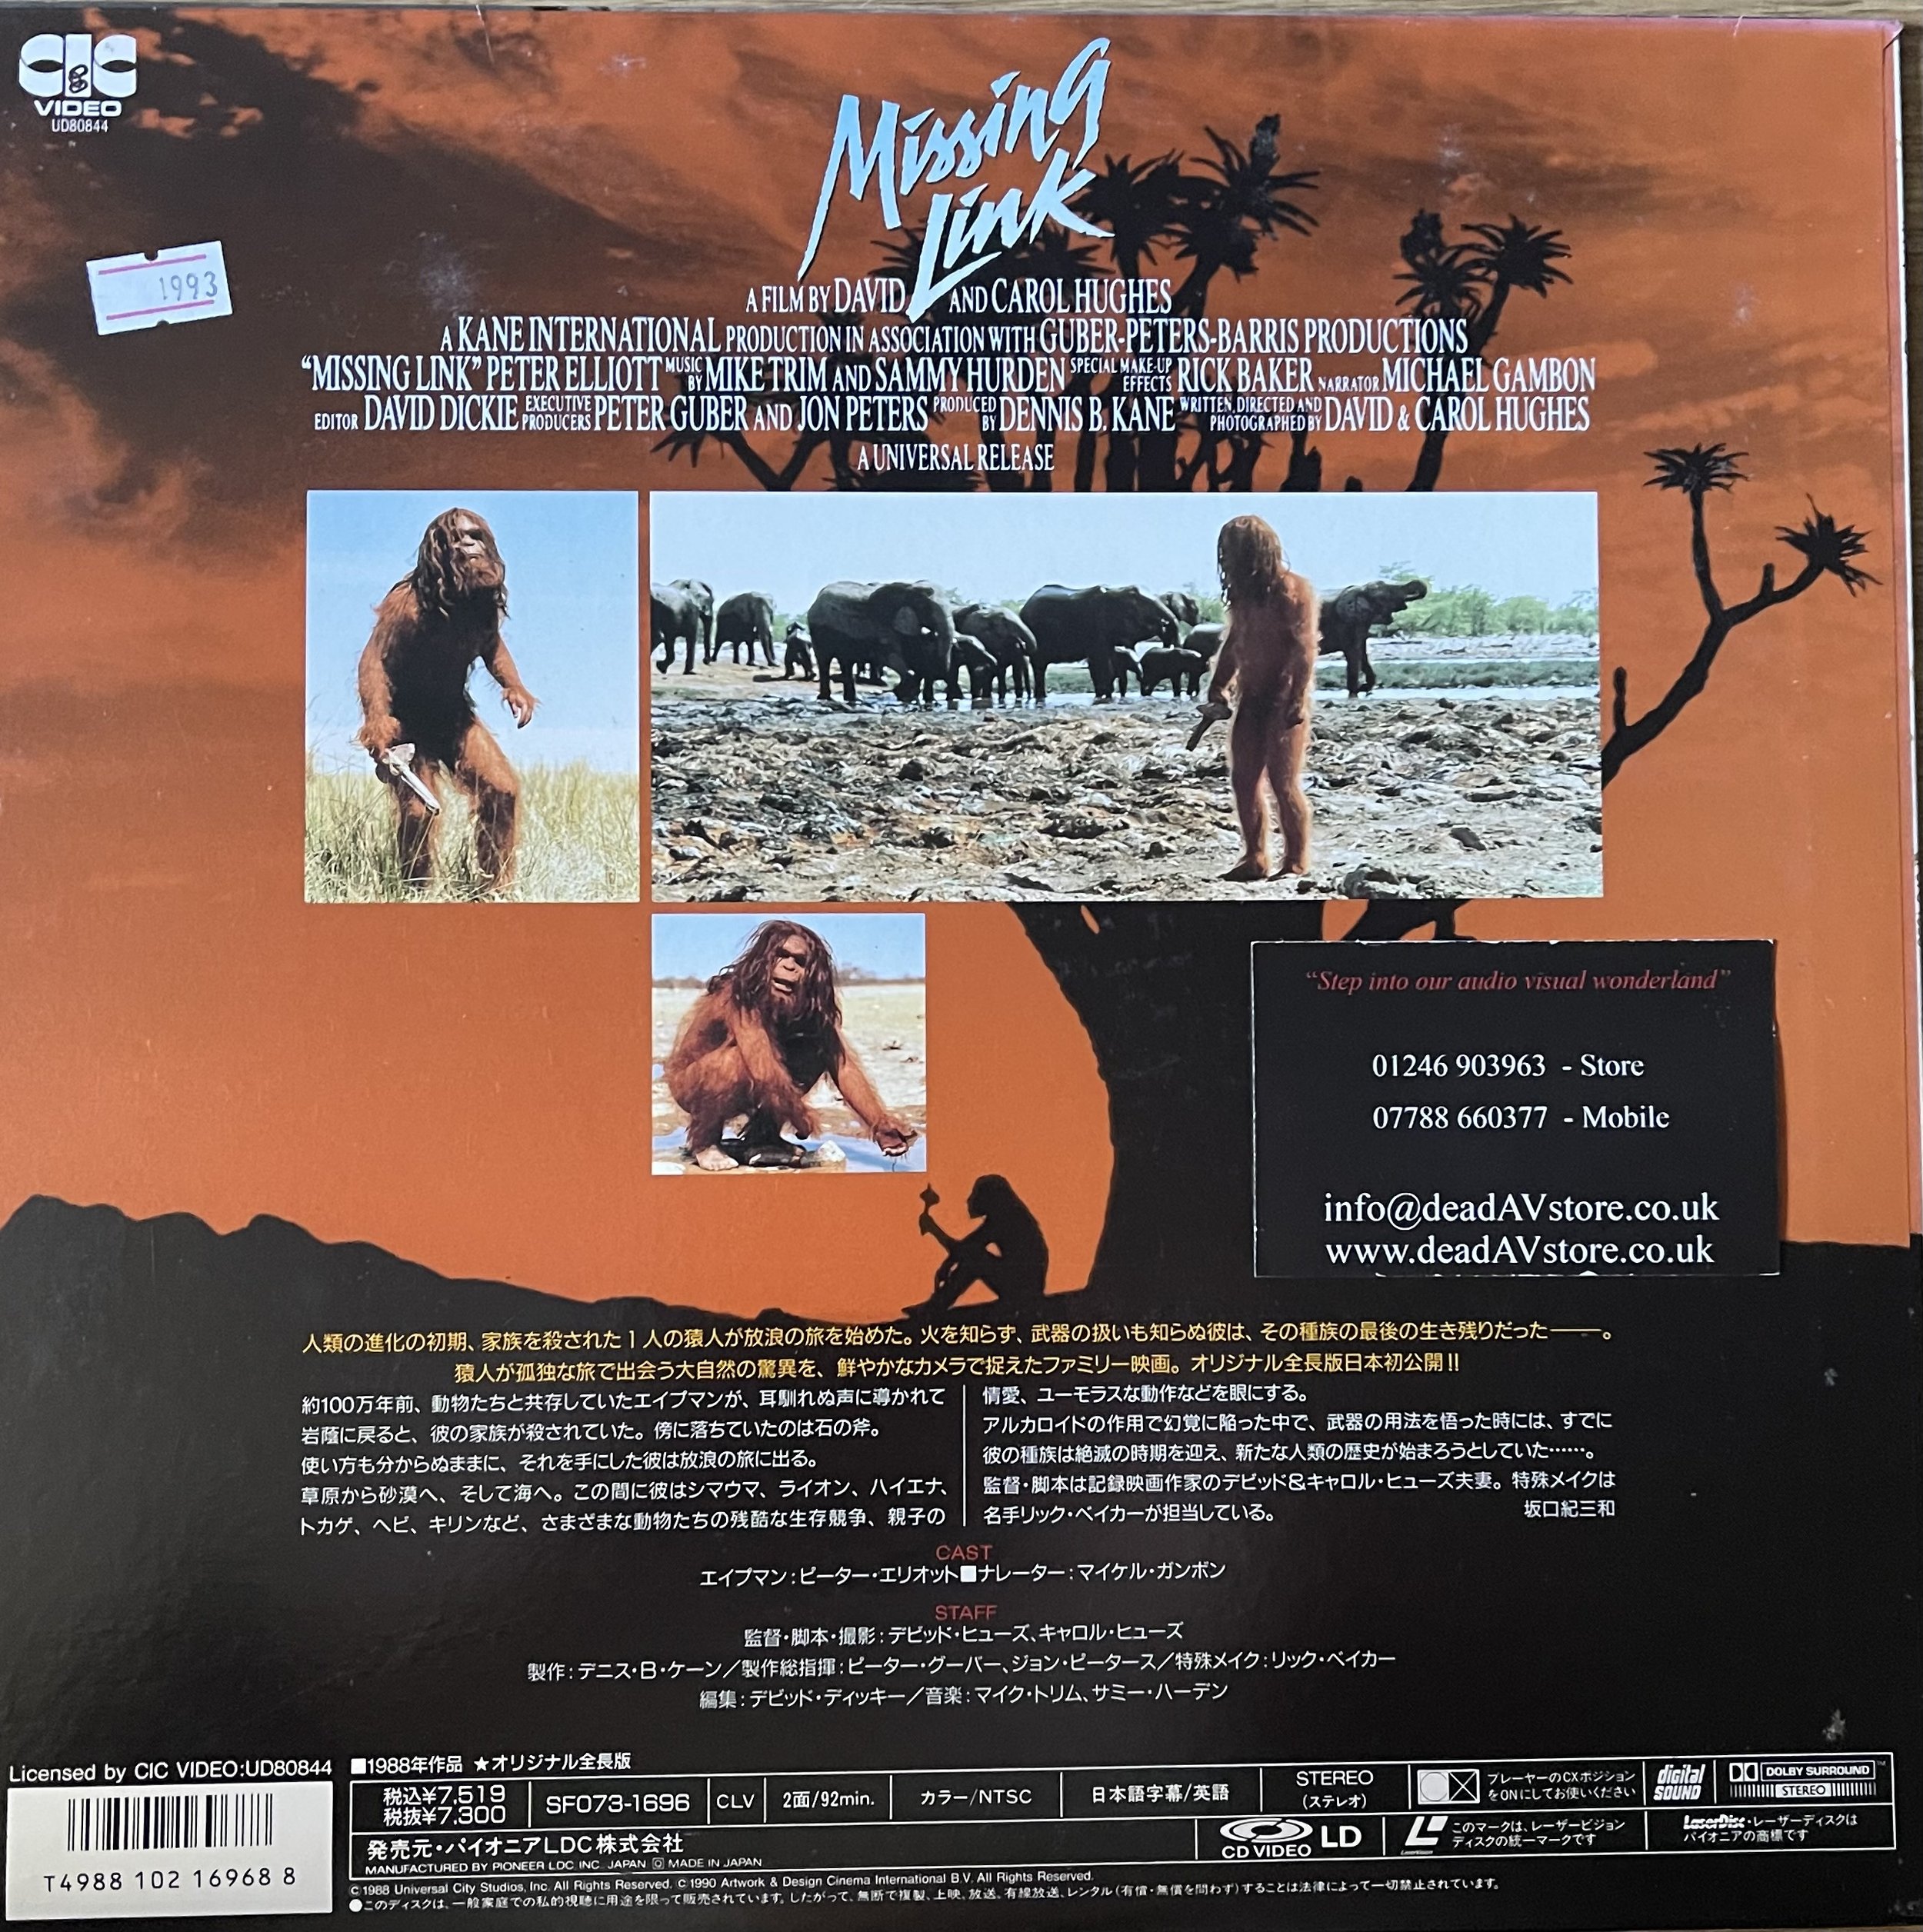 CIC
VIDEO
UD80844
Missing
Link
1993
A FILM BY DAVID AND CAROL HUGHES
A KANE INTERNATIONAL PRODUCTION IN ASSOCIATION WITH GUBER-PETERS-BARRIS PRODUCTIONS
“MISSING LINK” PETER ELLIOTT MUSIC BY MIKE TRIM AND SAMMY HURDEN SPECIAL MAKE-UP EFFECTS RICK BAKER NARRATOR MICHAEL GAMBON
EDITOR DAVID DICKIE EXECUTIVE PRODUCERS PETER GUBER AND JON PETERS PRODUCED BY DENNIS B. KANE WRITTEN, DIRECTED AND PHOTOGRAPHED BY DAVID & CAROL HUGHES
A UNIVERSAL RELEASE
“Step into our audio visual wonderland”
01246 903963 - Store
07788 660377 - Mobile
info@deadAVstore.co.uk
www.deadAVstore.co.uk
人類の進化の初期、家族を殺された1人の猿人が放浪の旅を始めた。火を知らず、武器の扱いも知らぬ彼は、その種族の最後の生き残りだった――。
猿人が孤独な旅で出会う大自然の驚異を、鮮やかなカメラで捉えたファミリー映画。オリジナル全長版日本初公開!!
約100万年前、動物たちと共存していたエイプマンが、耳馴れぬ声に導かれて
岩蔭に戻ると、彼の家族が殺されていた。傍に落ちていたのは石の斧。
使い方も分からぬままに、それを手にした彼は放浪の旅に出る。
草原から砂漠へ、そして海へ。この間に彼はシマウマ、ライオン、ハイエナ、
トカゲ、ヘビ、キリンなど、さまざまな動物たちの残酷な生存競争、親子の
情愛、ユーモラスな動作などを眼にする。
アルカロイドの作用で幻覚に陥った中で、武器の用法を悟った時には、すでに
彼の種族は絶滅の時期を迎え、新たな人類の歴史が始まろうとしていた……。
監督・脚本は記録映画作家のデビッド&キャロル・ヒューズ夫妻。特殊メイクは
名手リック・ベイカーが担当している。 坂口紀三和
CAST
エイプマン:ピーター・エリオット■ナレーター:マイケル・ガンボン
STAFF
監督・脚本・撮影:デビッド・ヒューズ、キャロル・ヒューズ
製作:デニス・B・ケーン／製作総指揮:ピーター・グーバー、ジョン・ピータース／特殊メイク:リック・ベイカー
編集:デビッド・ディッキー／音楽:マイク・トリム、サミー・ハーデン
Licensed by CIC VIDEO:UD80844
T4988 102 16968 8
■1988年作品 ★オリジナル全長版
税込¥7,519
税抜¥7,300
SF073-1696
CLV
2面/92min.
カラー/NTSC
日本語字幕/英語
STEREO
(ステレオ)
プレーヤーのCXポジション
をONにしてお使いください
digital
SOUND
DOLBY SURROUND
STEREO
発売元・パイオニアLDC株式会社
MANUFACTURED BY PIONEER LDC, INC., JAPAN MADE IN JAPAN
CD VIDEO LD
LaserVision
このマークは、レーザービジョン
ディスクの統一マークです
LaserDisc・レーザーディスクは
パイオニアの商標です
©1988 Universal City Studios, Inc. All Rights Reserved. ©1990 Artwork & Design Cinema International B.V. All Rights Reserved.
●このディスクは、一般家庭での私的視聴に用途を限って販売されています。したがって、無断で複製、上映、放送、有線放送、レンタル(有償・無償を問わず)することは法律によって一切禁止されています。